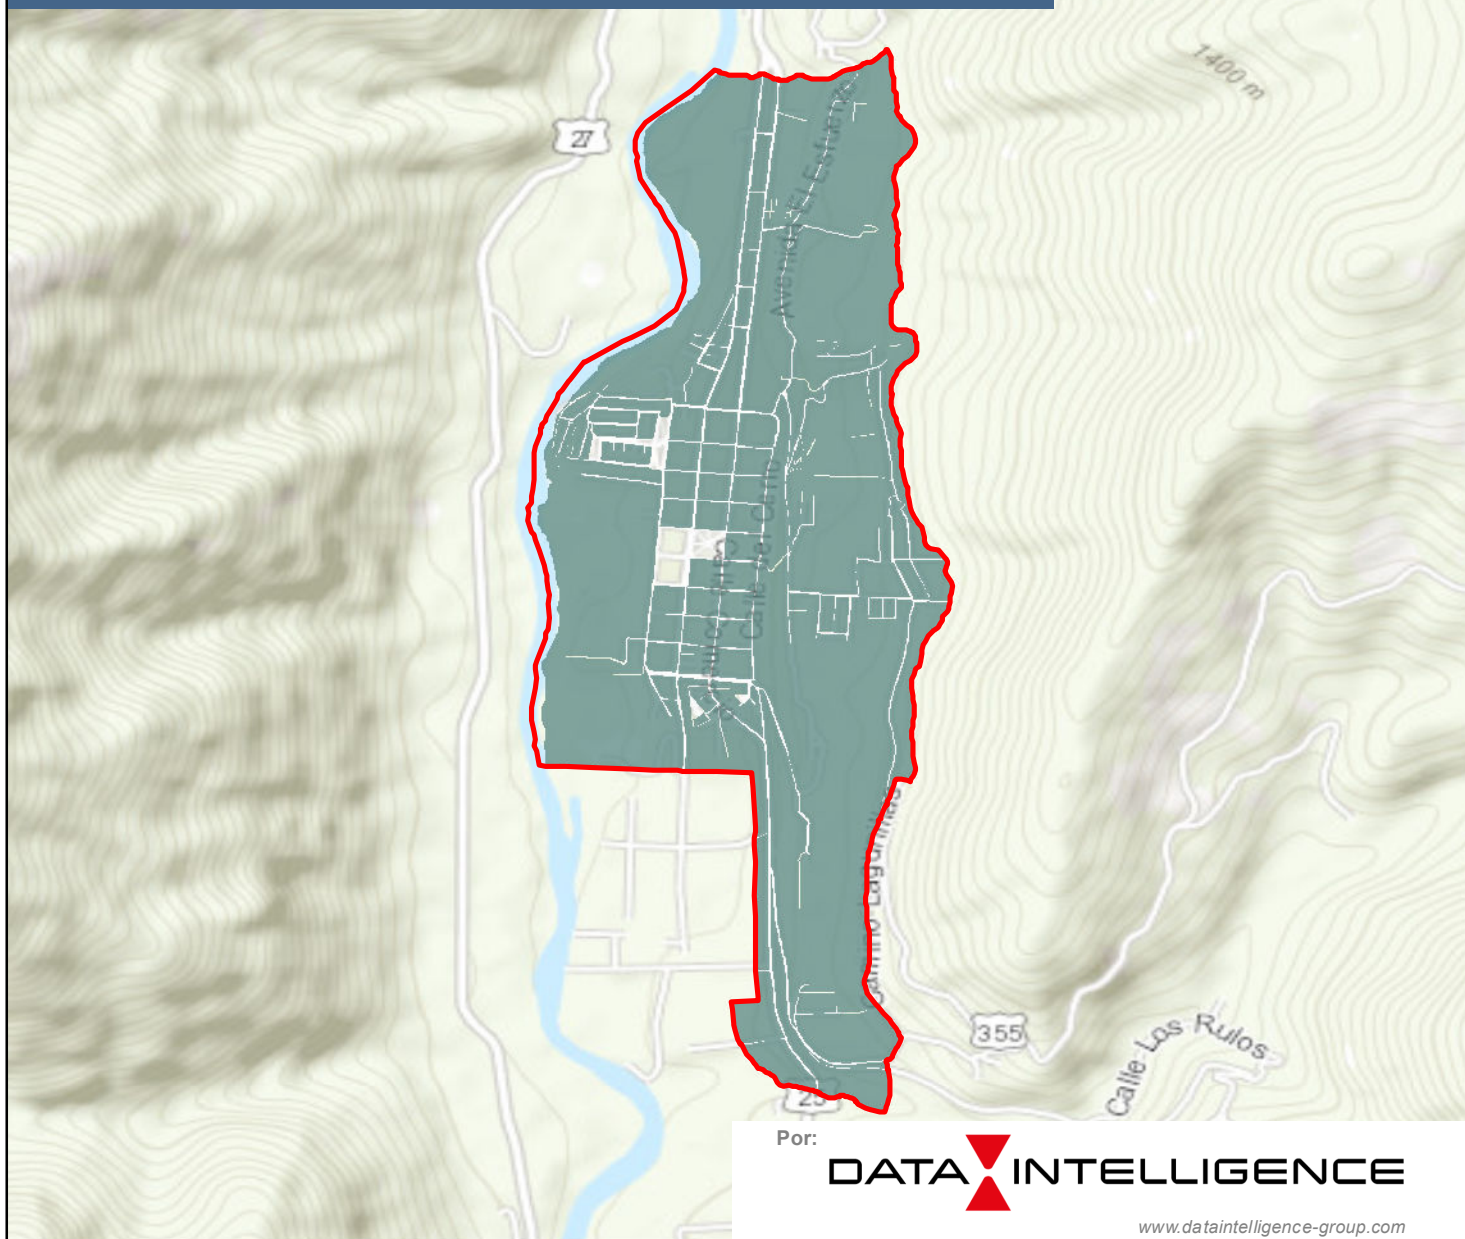 1400 m
27
Avenida El Esfuerzo
Calle del Cerro
Camino Lagunillas
355
Calle Los Rulos
25
Por:
DATA INTELLIGENCE
www.dataintelligence-group.com